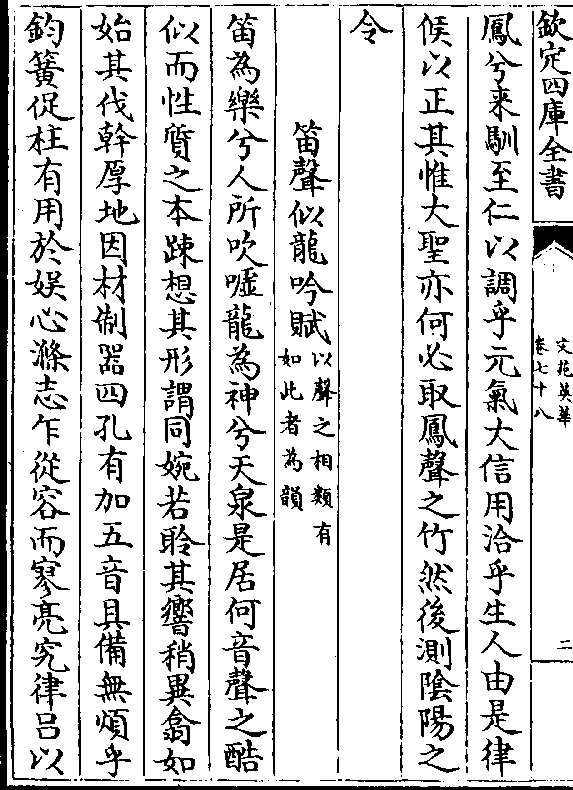 欽定四庫全書
文苑英華
卷七十八
二
鳳兮来馴至仁以調乎元氣大信用洽乎生人由是律
候以正其惟大聖亦何必取鳳聲之竹然後測陰陽之
令
笛聲似龍吟賦以聲之相類有
如此者為韻
笛為樂兮人所吹噓龍為神兮天泉是居何音聲之酷
似而性質之本踈想其形謂同婉若聆其響稍異翕如
始其伐幹厚地因材制器四孔有加五音具備無煩乎
鈞簧促柱有用於娱心滌志乍從容而寥亮究律吕以